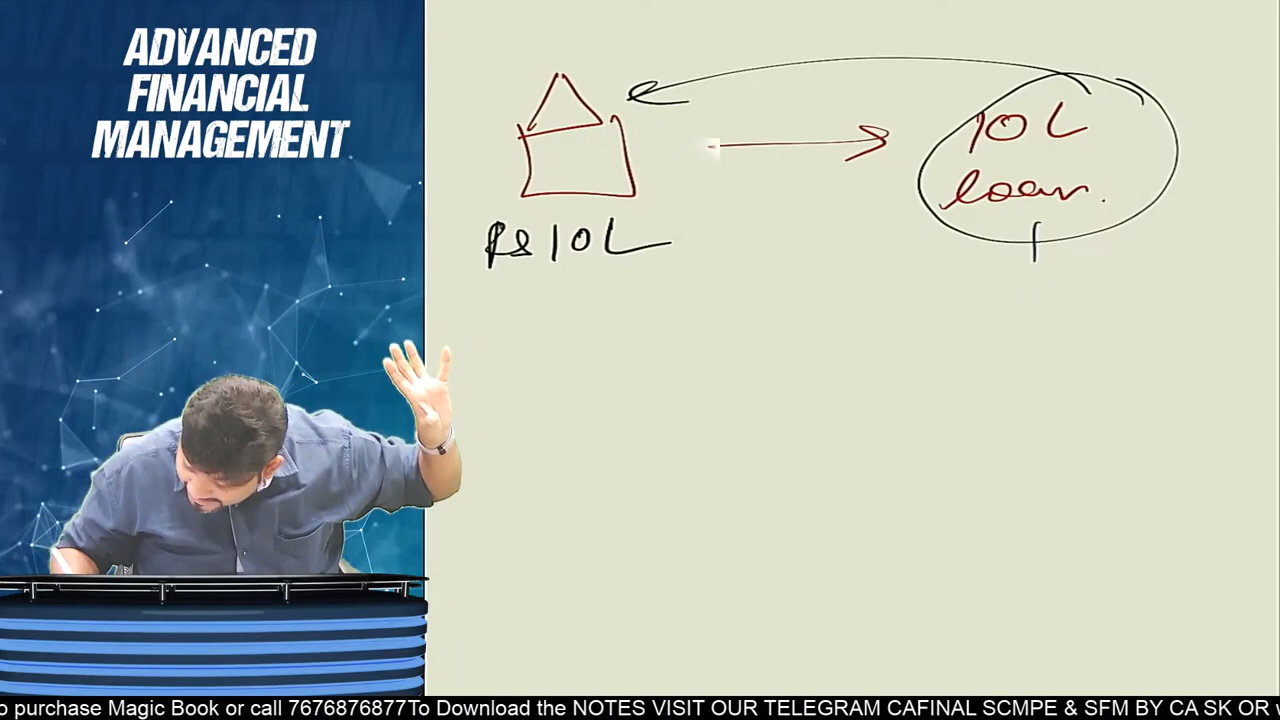 ADVANCED
FINANCIAL
MANAGEMENT
10 L
loan.
Rs 10 L
o purchase Magic Book or call 7676876877To Download the NOTES VISIT OUR TELEGRAM CAFINAL SCMPE & SFM BY CA SK OR w